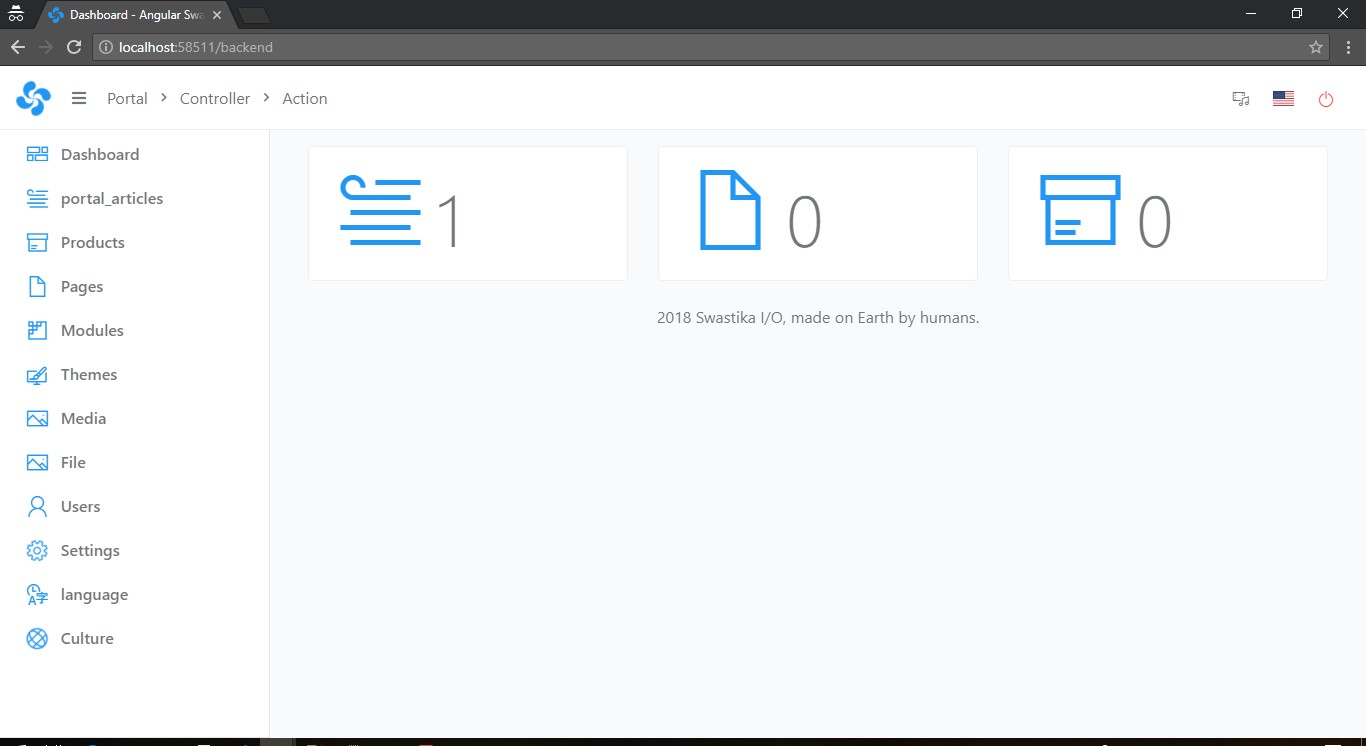 Dashboard - Angular Swa
localhost:58511/backend
Portal > Controller > Action
Dashboard
portal_articles
Products
Pages
Modules
Themes
Media
File
Users
Settings
language
Culture
1
0
0
2018 Swastika I/O, made on Earth by humans.